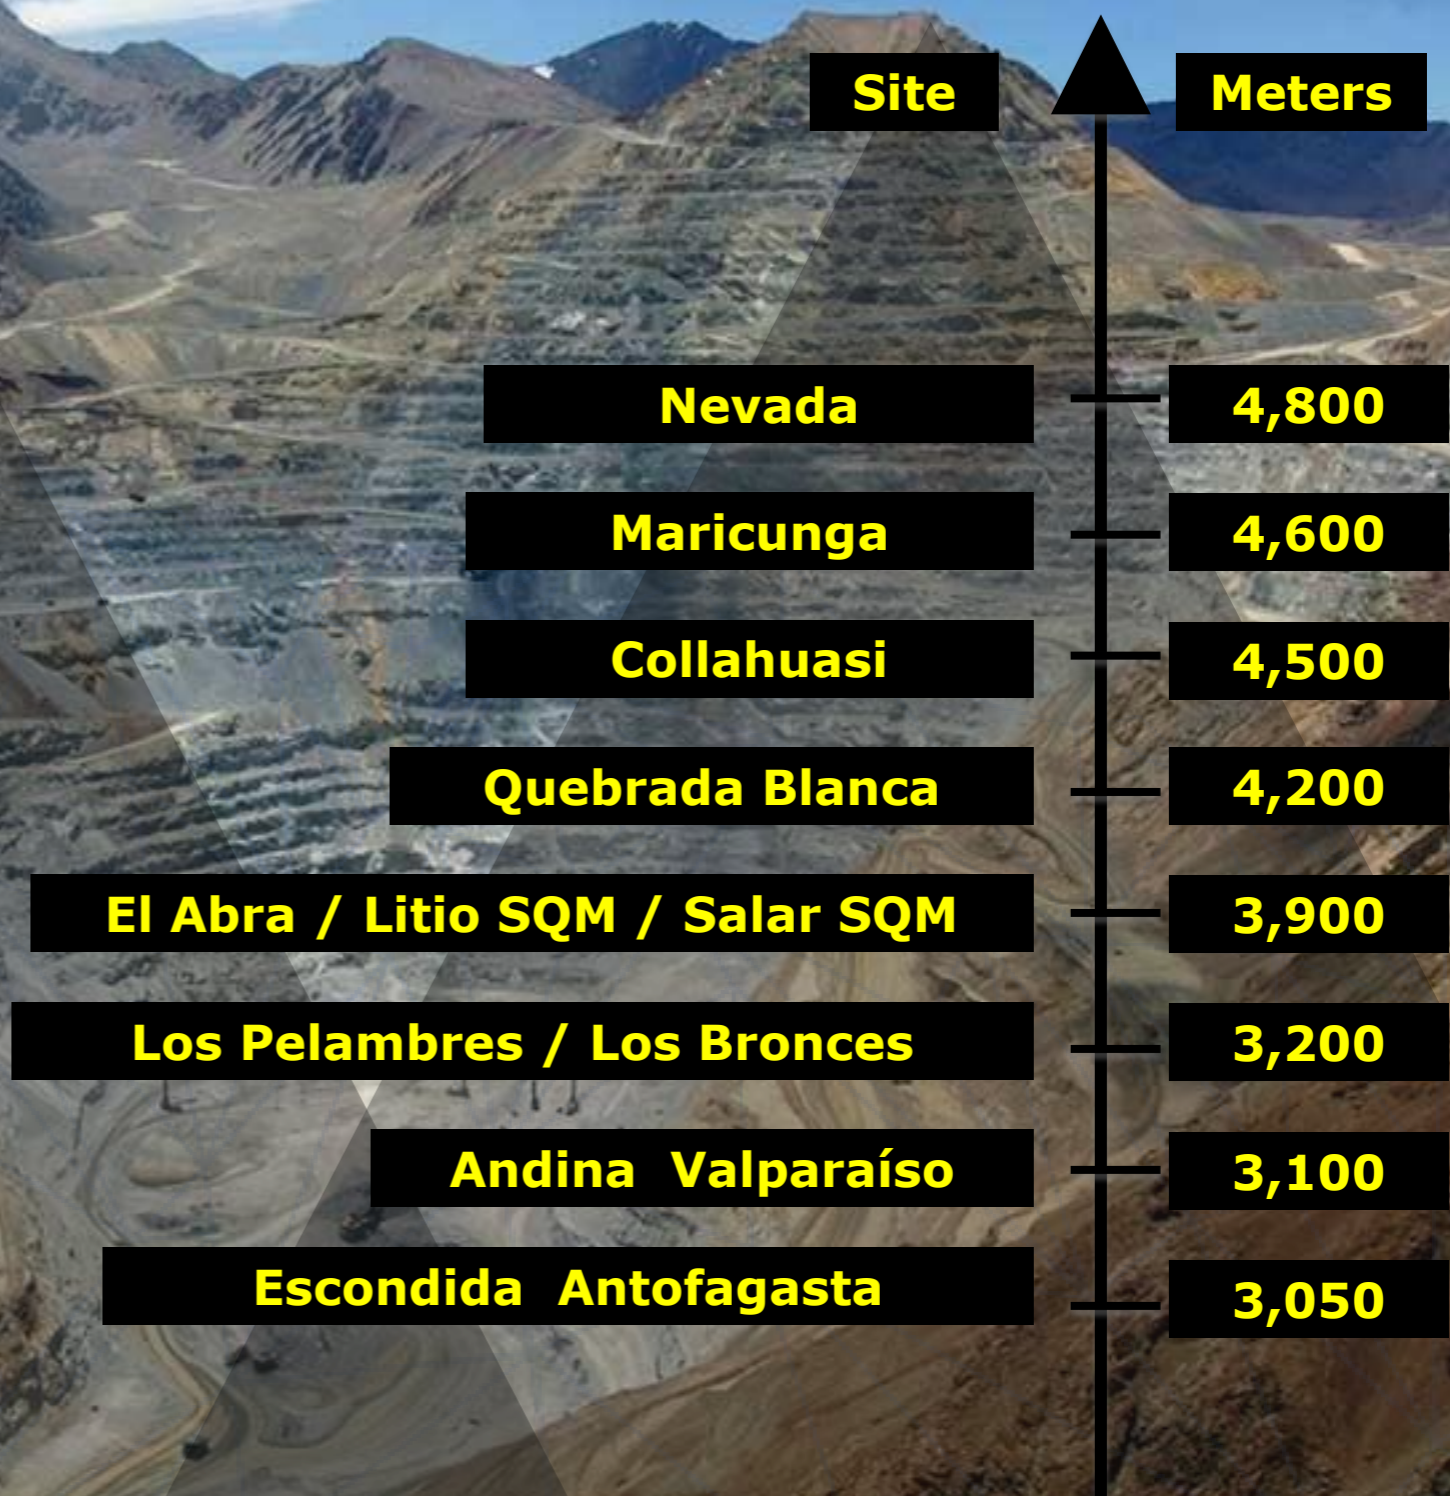 Site Meters
Nevada 4,800
Maricunga 4,600
Collahuasi 4,500
Quebrada Blanca 4,200
El Abra / Litio SQM / Salar SQM 3,900
Los Pelambres / Los Bronces 3,200
Andina  Valparaíso 3,100
Escondida  Antofagasta 3,050